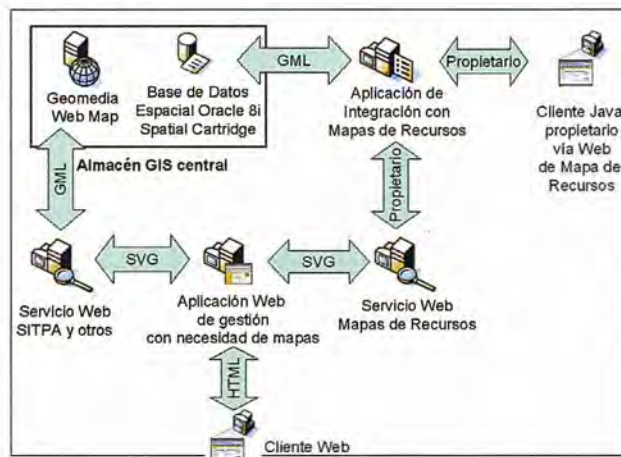 Geomedia
Web Map
Base de Datos
Espacial Oracle 8i
Spatial Cartridge
GML
Aplicación de
Integración con
Mapas de Recursos
Propietario
Cliente Java
propietario
vía Web
de Mapa de
Recursos
Almacén GIS central
GML
Propietario
Servicio Web
SITPA y otros
SVG
Aplicación Web
de gestión
con necesidad de mapas
SVG
Servicio Web
Mapas de Recursos
HTML
Cliente Web